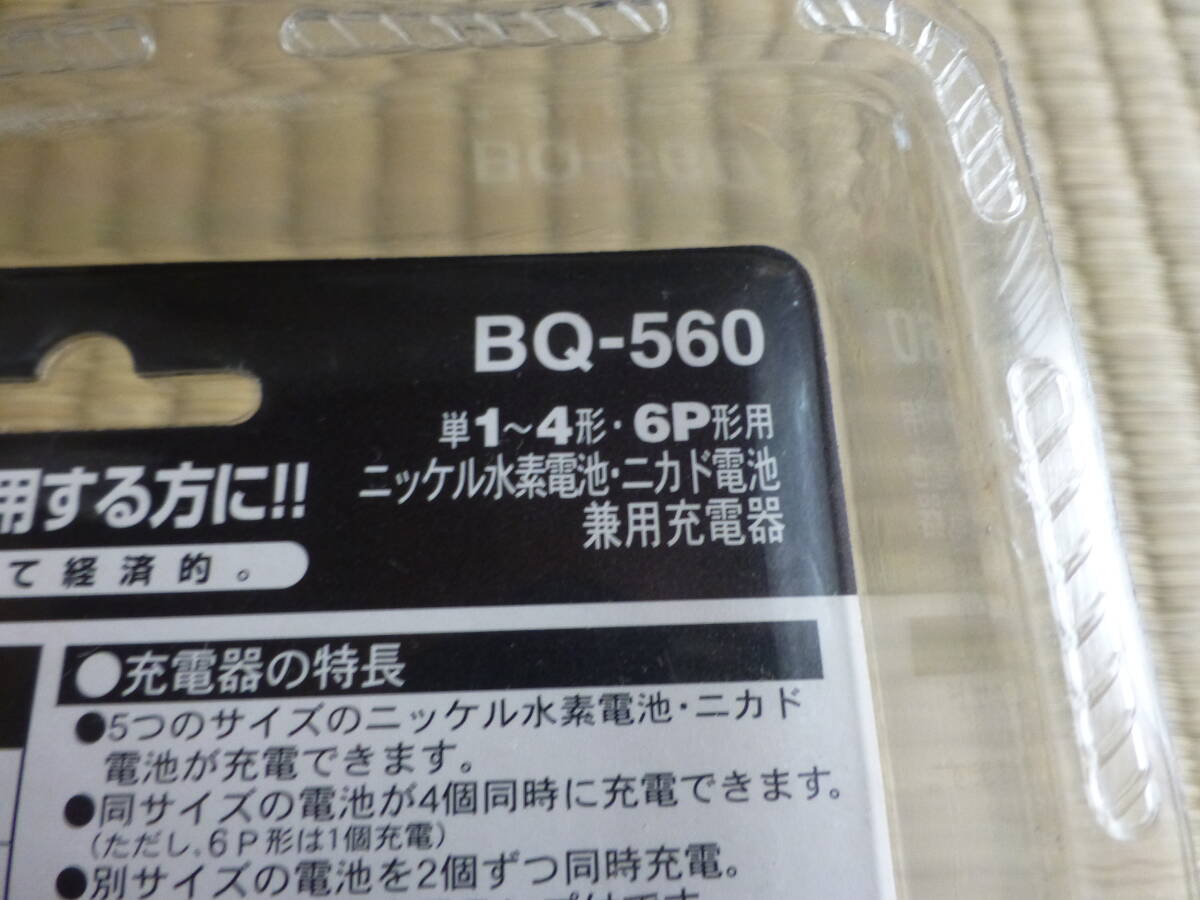 BQ-560
単1～4形・6P形用
ニッケル水素電池・ニカド電池
兼用充電器
用する方に!!
て経済的。
●充電器の特長
●5つのサイズのニッケル水素電池・ニカド
電池が充電できます。
●同サイズの電池が4個同時に充電できます。
(ただし、6P形は1個充電)
●別サイズの電池を2個ずつ同時充電。